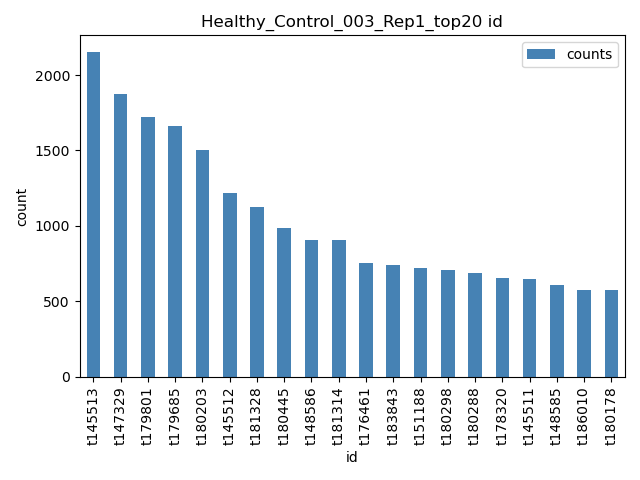 Healthy_Control_003_Rep1_top20 id
counts
count
2000
1500
1000
500
0
t145513
t147329
t179801
t179685
t180203
t145512
t181328
t180445
t148586
t181314
t176461
t183843
t151188
t180298
t180288
t178320
t145511
t148585
t186010
t180178
id